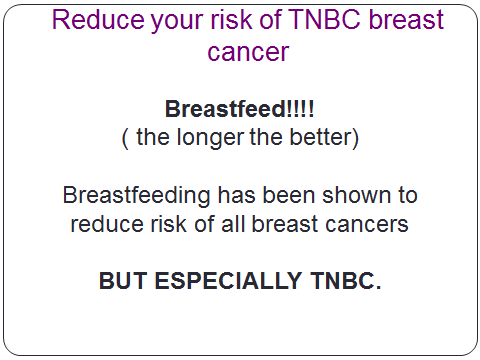 Reduce your risk of TNBC breast
cancer
Breastfeed!!!!
( the longer the better)
Breastfeeding has been shown to
reduce risk of all breast cancers
BUT ESPECIALLY TNBC.